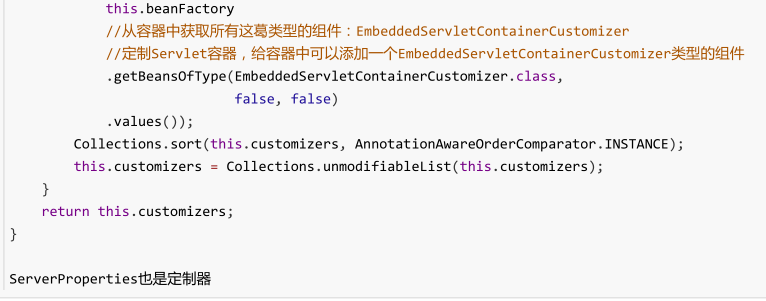 this.beanFactory
//从容器中获取所有这葛类型的组件：EmbeddedServletContainerCustomizer
//定制Servlet容器，给容器中可以添加一个EmbeddedServletContainerCustomizer类型的组件
.getBeansOfType(EmbeddedServletContainerCustomizer.class,
false, false)
.values());
Collections.sort(this.customizers, AnnotationAwareOrderComparator.INSTANCE);
this.customizers = Collections.unmodifiableList(this.customizers);
}
return this.customizers;
}
ServerProperties也是定制器